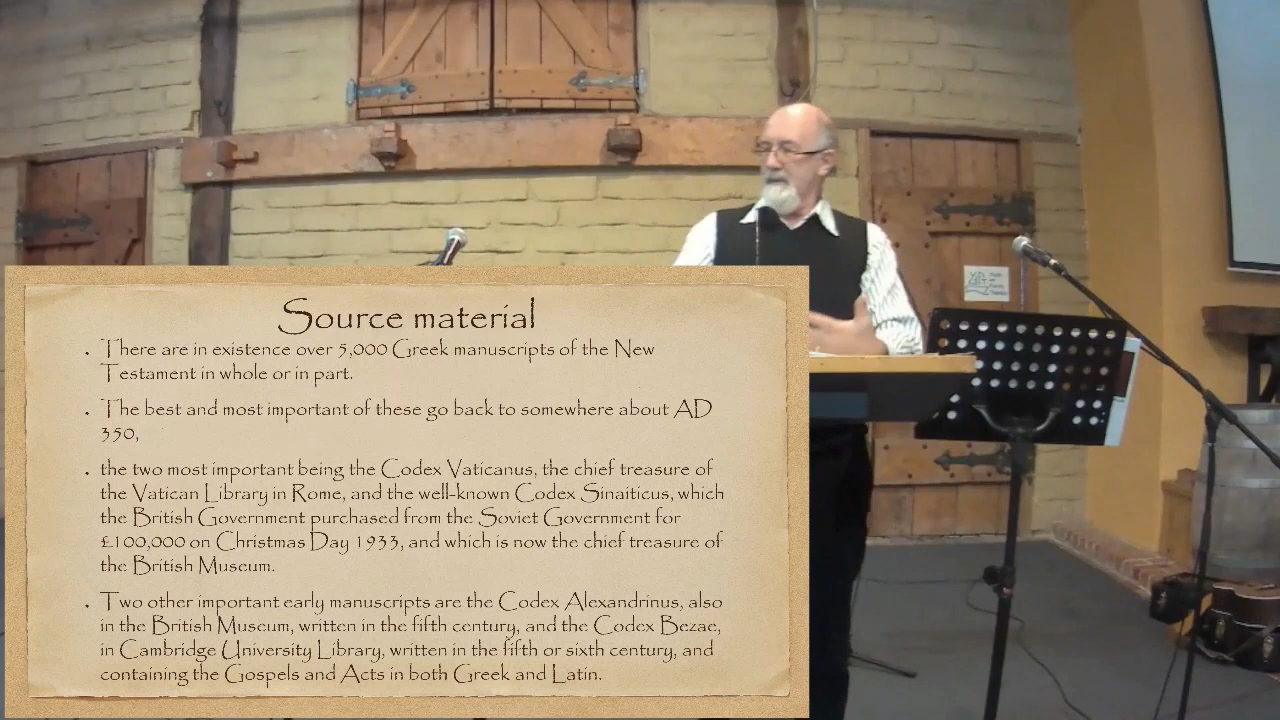 Source material
. There are in existence over 5,000 Greek manuscripts of the New
Testament in whole or in part.
. The best and most important of these go back to somewhere about AD
350,
. the two most important being the Codex Vaticanus, the chief treasure of
the Vatican Library in Rome, and the well-known Codex Sinaiticus, which
the British Government purchased from the Soviet Government for
£100,000 on Christmas Day 1933, and which is now the chief treasure of
the British Museum.
. Two other important early manuscripts are the Codex Alexandrinus, also
in the British Museum, written in the fifth century, and the Codex Bezae,
in Cambridge University Library, written in the fifth or sixth century, and
containing the Gospels and Acts in both Greek and Latin.